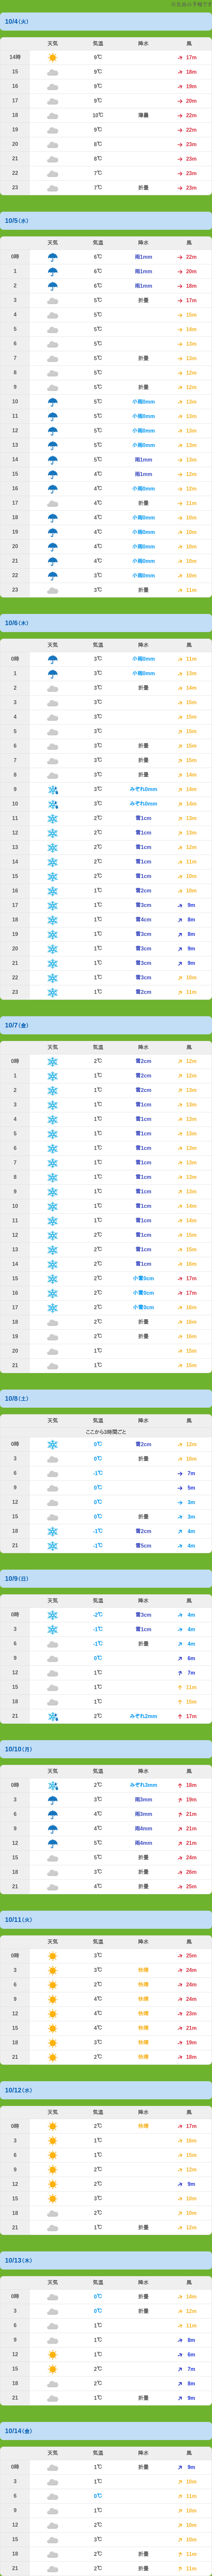 ※北京の予報です
10/4(火)
天気 気温 降水 風
14時 9℃ 17m
15 9℃ 18m
16 9℃ 19m
17 9℃ 20m
18 10℃ 薄曇 22m
19 9℃ 22m
20 8℃ 23m
21 8℃ 23m
22 7℃ 23m
23 7℃ 折曇 23m
10/5(水)
天気 気温 降水 風
0時 6℃ 雨1mm 22m
1 6℃ 雨1mm 20m
2 6℃ 雨1mm 18m
3 5℃ 折曇 17m
4 5℃ 15m
5 5℃ 14m
6 5℃ 13m
7 5℃ 折曇 13m
8 5℃ 12m
9 5℃ 折曇 12m
10 5℃ 小雨0mm 13m
11 5℃ 小雨0mm 13m
12 5℃ 小雨0mm 13m
13 5℃ 小雨0mm 13m
14 5℃ 雨1mm 13m
15 4℃ 雨1mm 12m
16 4℃ 小雨0mm 12m
17 4℃ 折曇 11m
18 4℃ 小雨0mm 10m
19 4℃ 小雨0mm 10m
20 4℃ 小雨0mm 10m
21 4℃ 小雨0mm 10m
22 3℃ 小雨0mm 10m
23 3℃ 折曇 11m
10/6(木)
天気 気温 降水 風
0時 3℃ 小雨0mm 11m
1 3℃ 小雨0mm 13m
2 3℃ 折曇 14m
3 3℃ 15m
4 3℃ 15m
5 3℃ 15m
6 3℃ 折曇 15m
7 3℃ 折曇 15m
8 3℃ 折曇 14m
9 3℃ みぞれ0mm 14m
10 3℃ みぞれ0mm 14m
11 2℃ 雪1cm 13m
12 2℃ 雪1cm 13m
13 2℃ 雪1cm 12m
14 2℃ 雪1cm 11m
15 2℃ 雪1cm 10m
16 1℃ 雪2cm 10m
17 1℃ 雪3cm 9m
18 1℃ 雪4cm 8m
19 1℃ 雪3cm 8m
20 1℃ 雪3cm 9m
21 1℃ 雪3cm 9m
22 1℃ 雪3cm 10m
23 1℃ 雪2cm 11m
10/7(金)
天気 気温 降水 風
0時 2℃ 雪2cm 12m
1 1℃ 雪2cm 12m
2 1℃ 雪2cm 13m
3 1℃ 雪1cm 13m
4 1℃ 雪1cm 13m
5 1℃ 雪1cm 13m
6 1℃ 雪1cm 13m
7 1℃ 雪1cm 13m
8 1℃ 雪1cm 13m
9 1℃ 雪1cm 13m
10 1℃ 雪1cm 14m
11 1℃ 雪1cm 14m
12 2℃ 雪1cm 15m
13 2℃ 雪1cm 15m
14 2℃ 雪1cm 16m
15 2℃ 小雪0cm 17m
16 2℃ 小雪0cm 17m
17 2℃ 小雪0cm 16m
18 2℃ 折曇 16m
19 2℃ 折曇 16m
20 1℃ 15m
21 1℃ 15m
10/8(土)
天気 気温 降水 風
ここから3時間ごと
0時 0℃ 雪2cm 12m
3 0℃ 折曇 10m
6 -1℃ 7m
9 0℃ 5m
12 0℃ 3m
15 0℃ 折曇 3m
18 -1℃ 雪2cm 4m
21 -1℃ 雪5cm 4m
10/9(日)
天気 気温 降水 風
0時 -2℃ 雪3cm 4m
3 -1℃ 雪1cm 4m
6 -1℃ 折曇 4m
9 0℃ 6m
12 1℃ 7m
15 1℃ 11m
18 1℃ 15m
21 2℃ みぞれ2mm 17m
10/10(月)
天気 気温 降水 風
0時 2℃ みぞれ3mm 18m
3 3℃ 雨3mm 19m
6 4℃ 雨3mm 21m
9 4℃ 雨4mm 21m
12 5℃ 雨4mm 21m
15 5℃ 折曇 24m
18 3℃ 折曇 26m
21 4℃ 折曇 25m
10/11(火)
天気 気温 降水 風
0時 3℃ 25m
3 3℃ 快晴 24m
6 2℃ 快晴 24m
9 4℃ 快晴 24m
12 4℃ 快晴 23m
15 4℃ 快晴 21m
18 3℃ 快晴 19m
21 2℃ 快晴 18m
10/12(水)
天気 気温 降水 風
0時 2℃ 快晴 17m
3 1℃ 16m
6 1℃ 15m
9 2℃ 12m
12 2℃ 9m
15 3℃ 10m
18 2℃ 10m
21 1℃ 折曇 12m
10/13(木)
天気 気温 降水 風
0時 0℃ 折曇 14m
3 0℃ 折曇 12m
6 1℃ 11m
9 1℃ 8m
12 1℃ 6m
15 2℃ 7m
18 2℃ 8m
21 1℃ 折曇 9m
10/14(金)
天気 気温 降水 風
0時 1℃ 折曇 9m
3 1℃ 10m
6 0℃ 11m
9 1℃ 10m
12 2℃ 10m
15 3℃ 10m
18 2℃ 折曇 11m
21 2℃ 折曇 11m